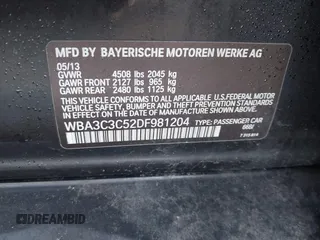 MFD BY BAYERISCHE MOTOREN WERKE AG
05/13
GVWR 4508 lbs 2045 kg
GAWR FRONT 2127 lbs 965 kg
GAWR REAR 2480 lbs 1125 kg
THIS VEHICLE CONFORMS TO ALL APPLICABLE U.S. FEDERAL MOTOR
VEHICLE SAFETY, BUMPER, AND THEFT PREVENTION STANDARDS
IN EFFECT ON THE DATE OF MANUFACTURE SHOWN ABOVE.
WBA3C3C52DF981204 TYPE: PASSENGER CAR
DREAMBID